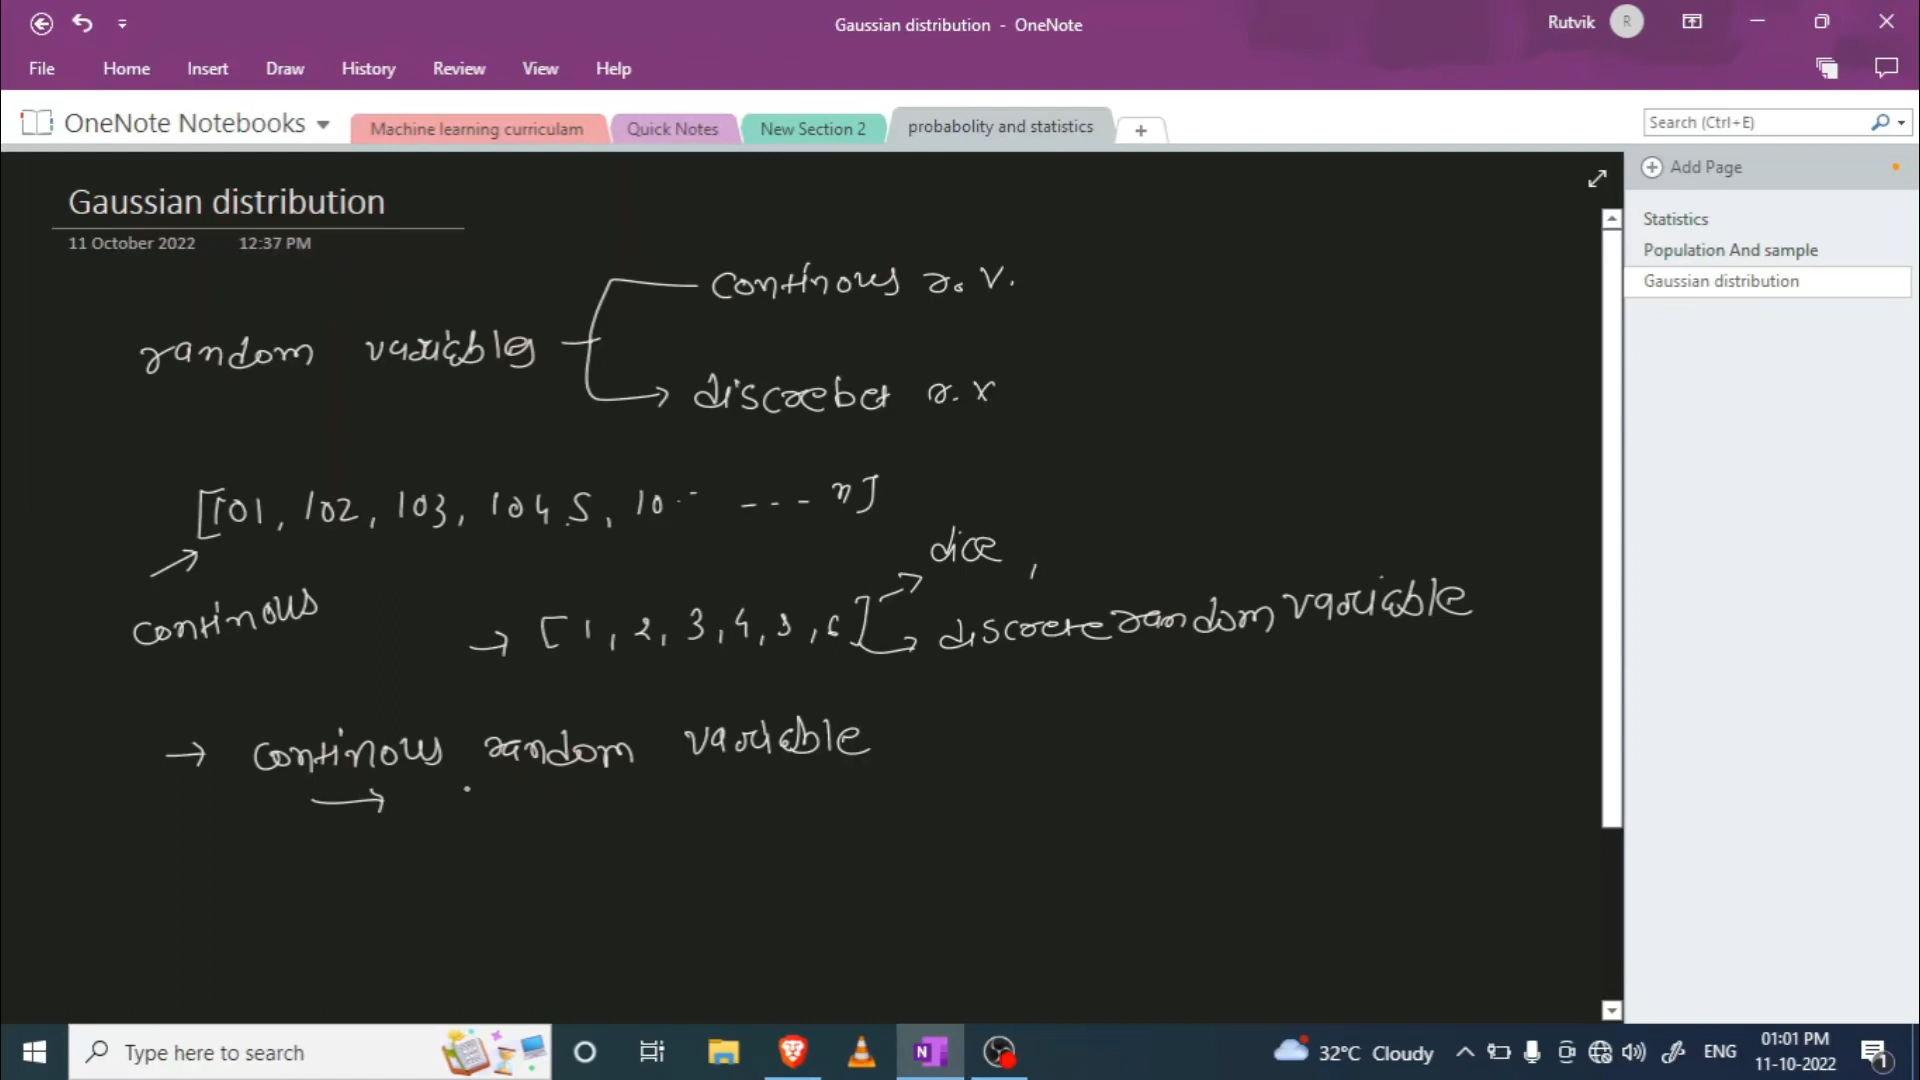 Gaussian distribution - OneNote
Rutvik R
File Home Insert Draw History Review View Help
OneNote Notebooks Machine learning curriculam Quick Notes New Section 2 probabolity and statistics +
Search (Ctrl+E)
Add Page
Statistics
Population And sample
Gaussian distribution
Gaussian distribution
11 October 2022 12:37 PM
continous r. v.
random variable
r. x
[101, 102, 103, 104.5, 10.. --- n]
continous
dice,
→ [1, 2, 3, 4, 5, 6] → discrete random variable
→ continous random variable
→
Type here to search
32°C Cloudy ENG 01:01 PM
11-10-2022 1